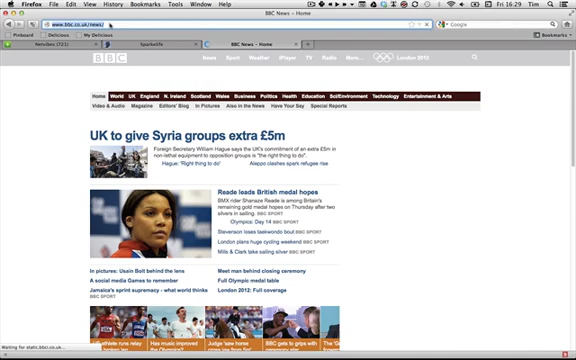 Firefox File Edit View History Bookmarks Tools Window Help
Fri 16:29 Tim
BBC News - Home
www.bbc.co.uk/news/
Google
Pinboard Delicious My Delicious
Bookmarks
Netvibes (721)
BBC News - Home
BBC
News Sport Weather iPlayer TV Radio More...
London 2012
Home World UK England N. Ireland Scotland Wales Business Politics Health Education Sci/Environment Technology Entertainment & Arts
Video & Audio Magazine Editors' Blog In Pictures Also in the News Have Your Say Special Reports
UK to give Syria groups extra £5m
Foreign Secretary William Hague says the UK's commitment of an extra £5m in
non-lethal equipment to opposition groups is "the right thing to do".
Hague: 'Right thing to do'
Aleppo clashes spark refugee rise
Reade leads British medal hopes
BMX rider Shanaze Reade is among Britain's
remaining gold medal hopes on Thursday after two
silvers in sailing. BBC SPORT
Olympics: Day 14 BBC SPORT
Stevenson loses taekwondo bout BBC SPORT
London plans huge cycling weekend BBC SPORT
Mills & Clark take sailing silver BBC SPORT
In pictures: Usain Bolt behind the lens
A social media Games to remember
Jamaica's sprint supremacy - what world thinks
BBC SPORT
Meet man behind closing ceremony
Full Olympic medal table
London 2012: Full coverage
UK athlete runs relay
Has music improved
Judge 'saw horse
BBC gets to grips with
The 'G
Waiting for static.bbci.co.uk...